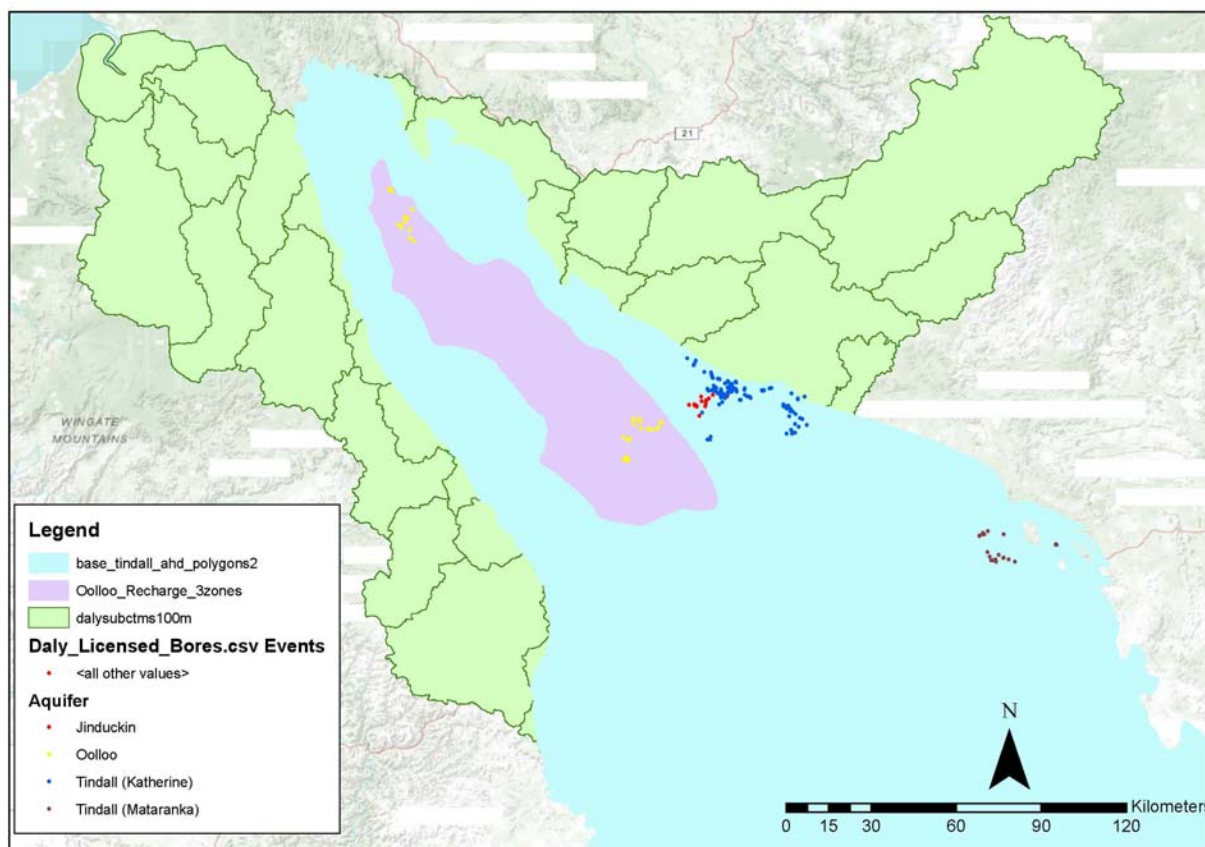 21
WINGATE
MOUNTAINS
Legend
base_tindall_ahd_polygons2
Oolloo_Recharge_3zones
dalysubctms100m
Daly_Licensed_Bores.csv Events
<all other values>
Aquifer
Jinduckin
Oolloo
Tindall (Katherine)
Tindall (Mataranka)
N
Kilometers
0 15 30 60 90 120